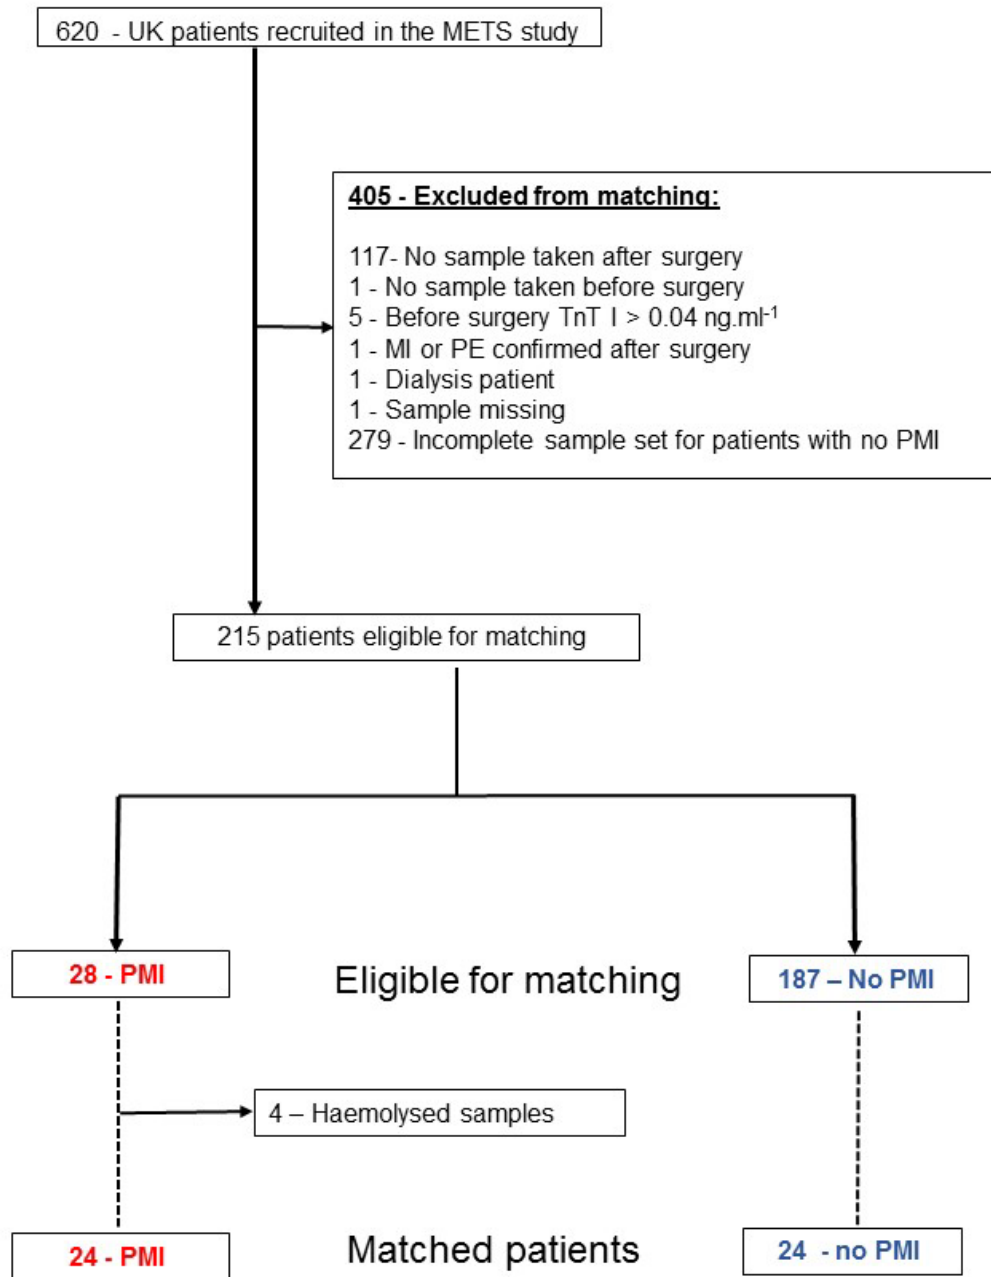 620 - UK patients recruited in the METS study
405 - Excluded from matching:
117- No sample taken after surgery
1 - No sample taken before surgery
5 - Before surgery TnT I > 0.04 ng.ml⁻¹
1 - MI or PE confirmed after surgery
1 - Dialysis patient
1 - Sample missing
279 - Incomplete sample set for patients with no PMI
215 patients eligible for matching
28 - PMI
Eligible for matching
187 – No PMI
4 – Haemolysed samples
24 - PMI
Matched patients
24 - no PMI